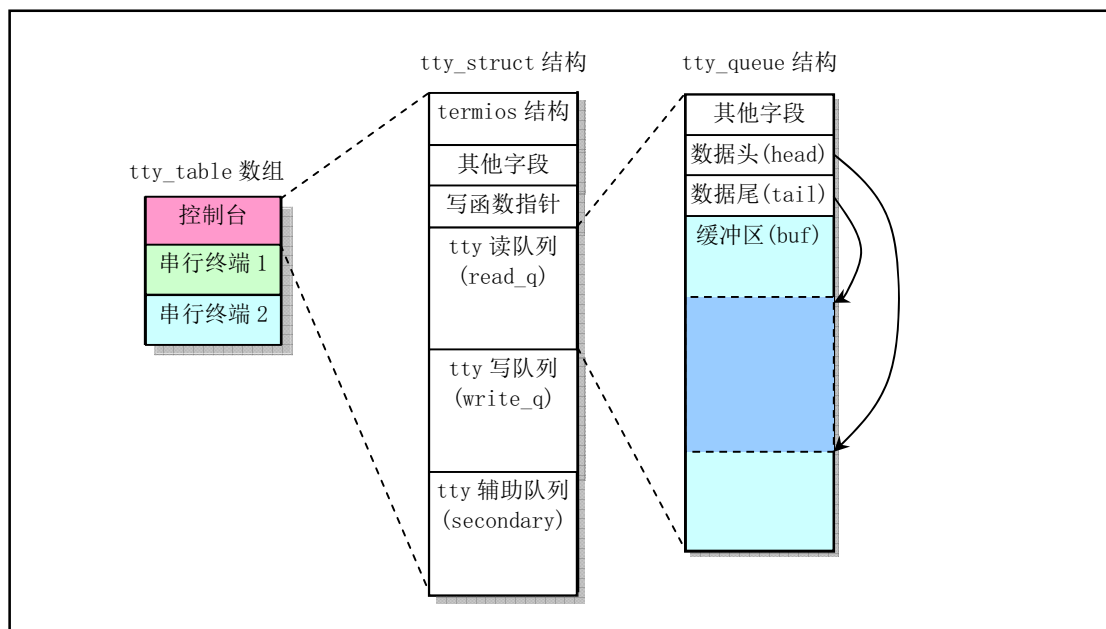 tty_struct 结构
tty_queue 结构
tty_table 数组
控制台
串行终端 1
串行终端 2
termios 结构
其他字段
写函数指针
tty 读队列
(read_q)
tty 写队列
(write_q)
tty 辅助队列
(secondary)
其他字段
数据头(head)
数据尾(tail)
缓冲区(buf)